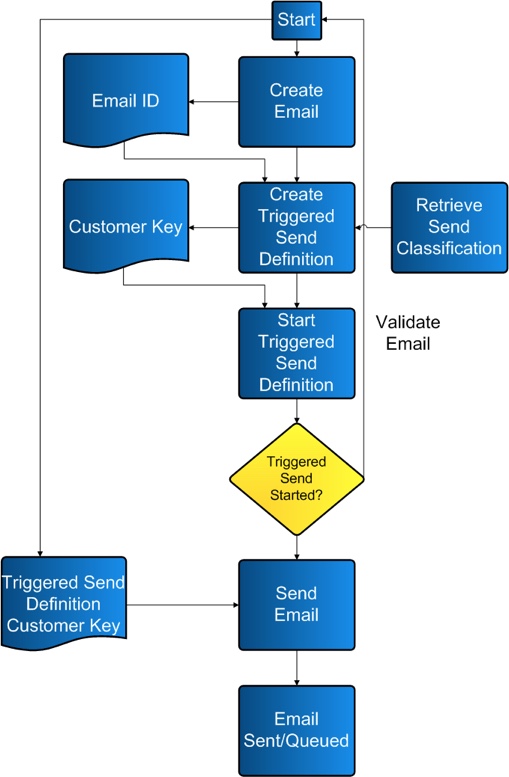 Start
Create
Email
Email ID
Create
Triggered
Send
Definition
Customer Key
Retrieve
Send
Classification
Start
Triggered
Send
Definition
Validate
Email
Triggered
Send
Started?
Triggered Send
Definition
Customer Key
Send
Email
Email
Sent/Queued